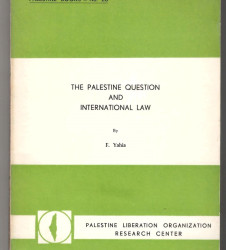 THE PALESTINE QUESTION
AND
INTERNATIONAL LAW
By
F. Yahia
PALESTINE LIBERATION ORGANIZATION
RESEARCH CENTER